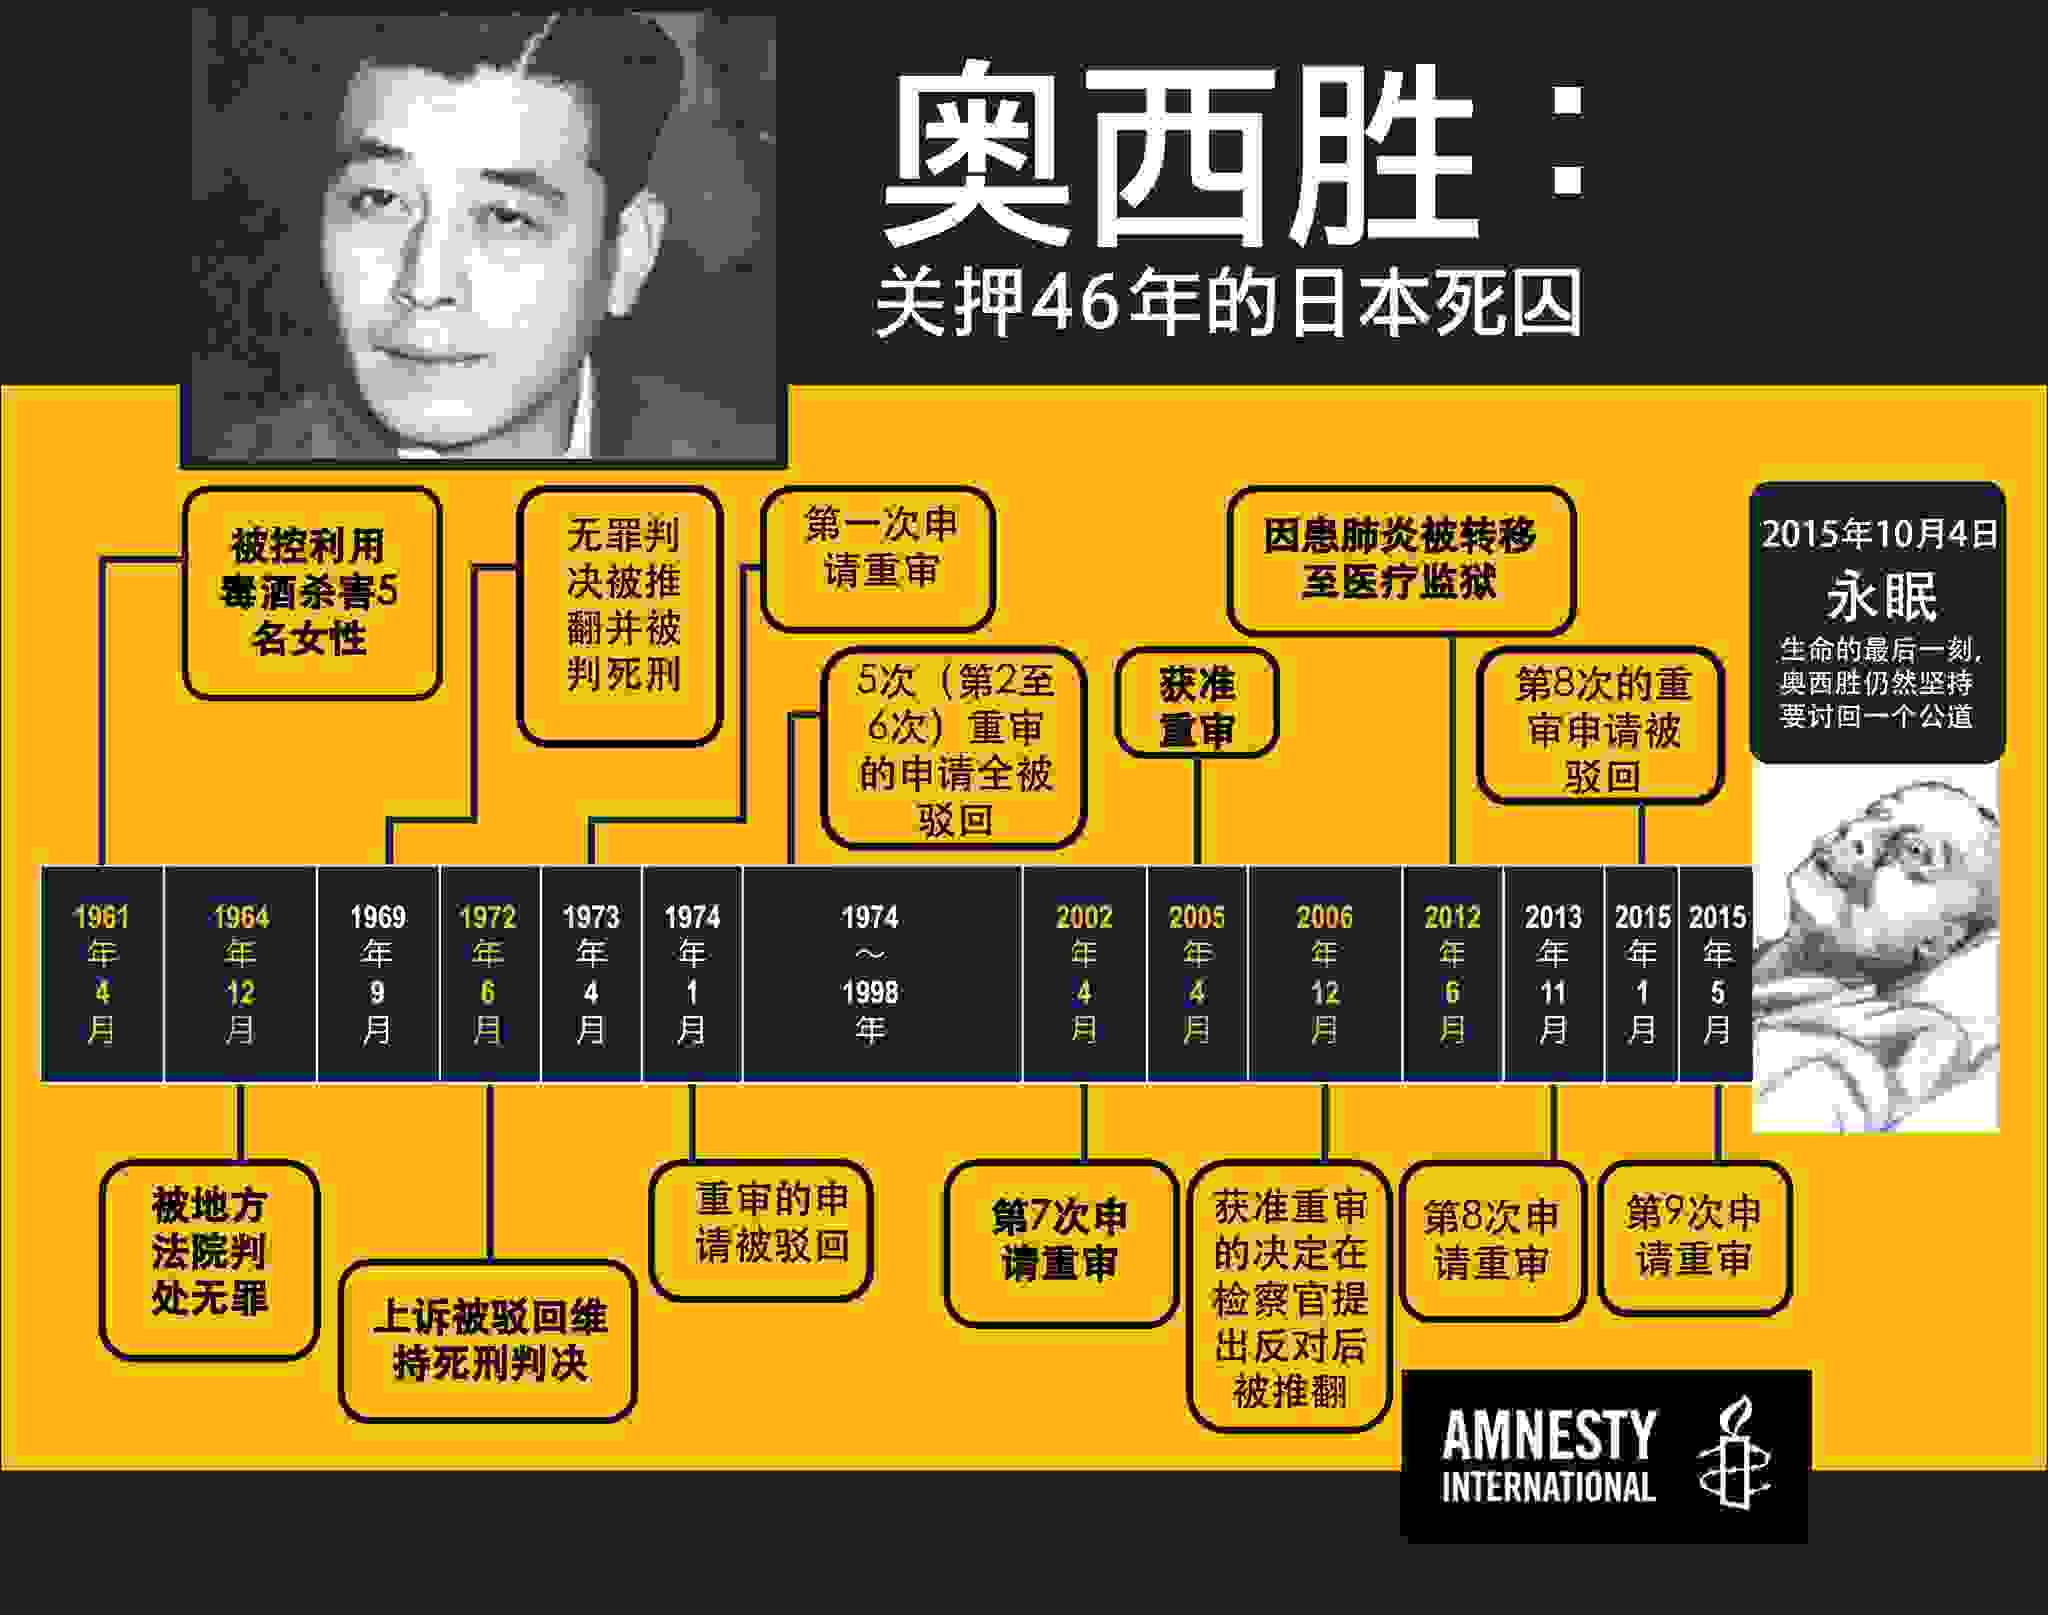 奥西胜：
关押46年的日本死囚
被控利用
毒酒杀害5
名女性
无罪判
决被推
翻并被
判死刑
第一次申
请重审
5次（第2至
6次）重审
的申请全被
驳回
获准
重审
因患肺炎被转移
至医疗监狱
第8次的重
审申请被
驳回
2015年10月4日
永眠
生命的最后一刻,
奥西胜仍然坚持
要讨回一个公道
1961
年
4
月
1964
年
12
月
1969
年
9
月
1972
年
6
月
1973
年
4
月
1974
年
1
月
1974
～
1998
年
2002
年
4
月
2005
年
4
月
2006
年
12
月
2012
年
6
月
2013
年
11
月
2015
年
1
月
2015
年
5
月
被地方
法院判
处无罪
上诉被驳回维
持死刑判决
重审的申
请被驳回
第7次申
请重审
获准重审
的决定在
检察官提
出反对后
被推翻
第8次申
请重审
第9次申
请重审
AMNESTY
INTERNATIONAL